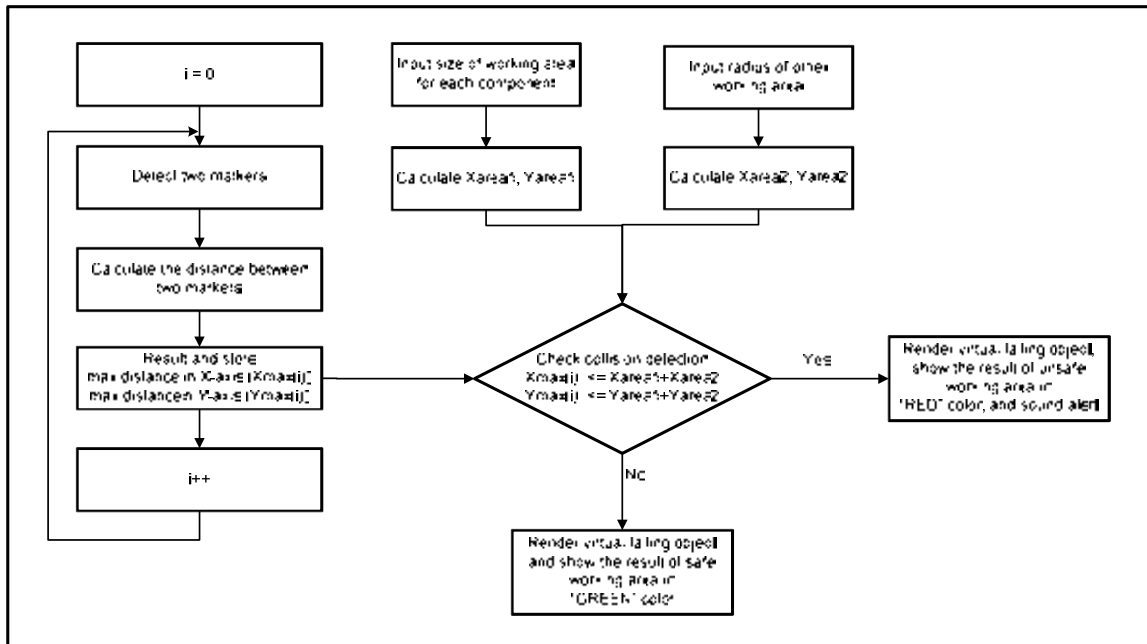 i = 0
Detect two markers
Calculate the distance between
two markers
Result and store
max distance in X-axis (Xmax[i])
max distance in Y-axis (Ymax[i])
i++
Input size of working area
for each component
Calculate Xarea1, Yarea1
Input radius of other
working area
Calculate Xarea2, Yarea2
Check collision detection
Xmax[i] <= Xarea1+Xarea2
Ymax[i] <= Yarea1+Yarea2
Yes
Render virtual falling object,
show the result of unsafe
working area in
"RED" color, and sound alert
No
Render virtual falling object
and show the result of safe
working area in
"GREEN" color